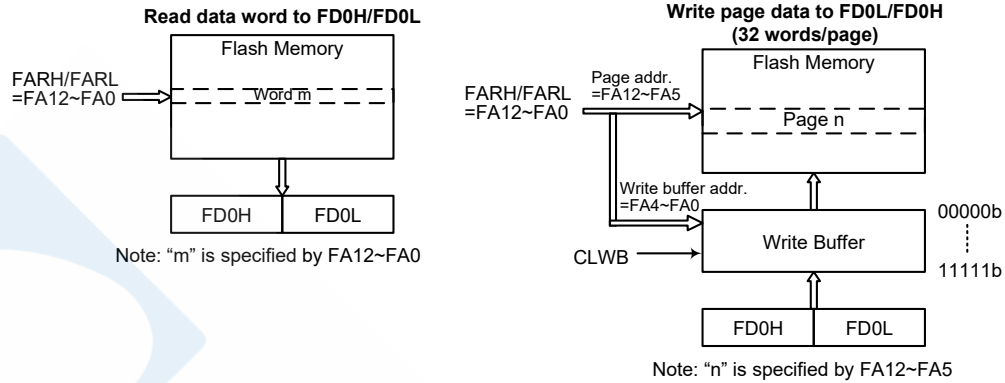 Read data word to FD0H/FD0L
Flash Memory
FARH/FARL
=FA12~FA0
Word m
FD0H
FD0L
Note: “m” is specified by FA12~FA0
Write page data to FD0L/FD0H
(32 words/page)
Flash Memory
FARH/FARL
=FA12~FA0
Page addr.
=FA12~FA5
Page n
Write buffer addr.
=FA4~FA0
Write Buffer
00000b
11111b
CLWB
FD0H
FD0L
Note: “n” is specified by FA12~FA5